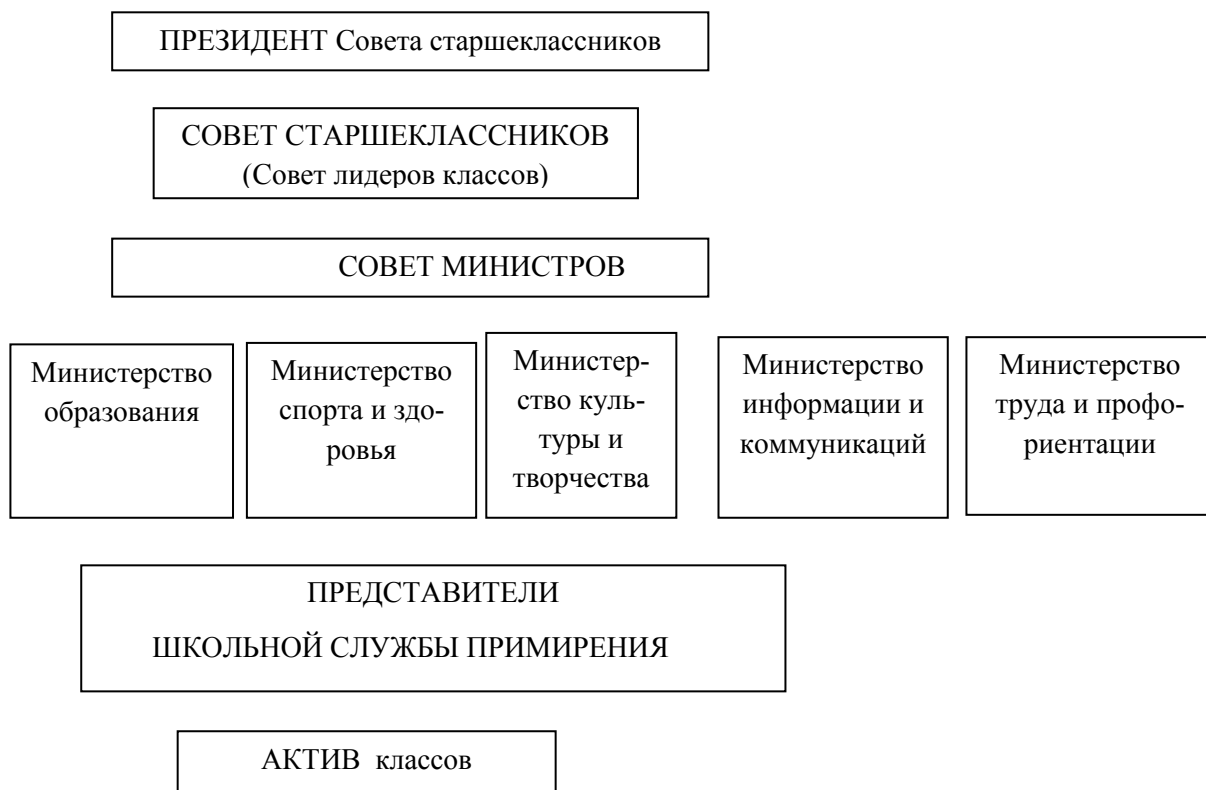 ПРЕЗИДЕНТ Совета старшеклассников
СОВЕТ СТАРШЕКЛАССНИКОВ
(Совет лидеров классов)
СОВЕТ МИНИСТРОВ
Министерство
образования
Министерство
спорта и здо-
ровья
Министер-
ство куль-
туры и
творчества
Министерство
информации и
коммуникаций
Министерство
труда и профо-
риентации
ПРЕДСТАВИТЕЛИ
ШКОЛЬНОЙ СЛУЖБЫ ПРИМИРЕНИЯ
АКТИВ классов